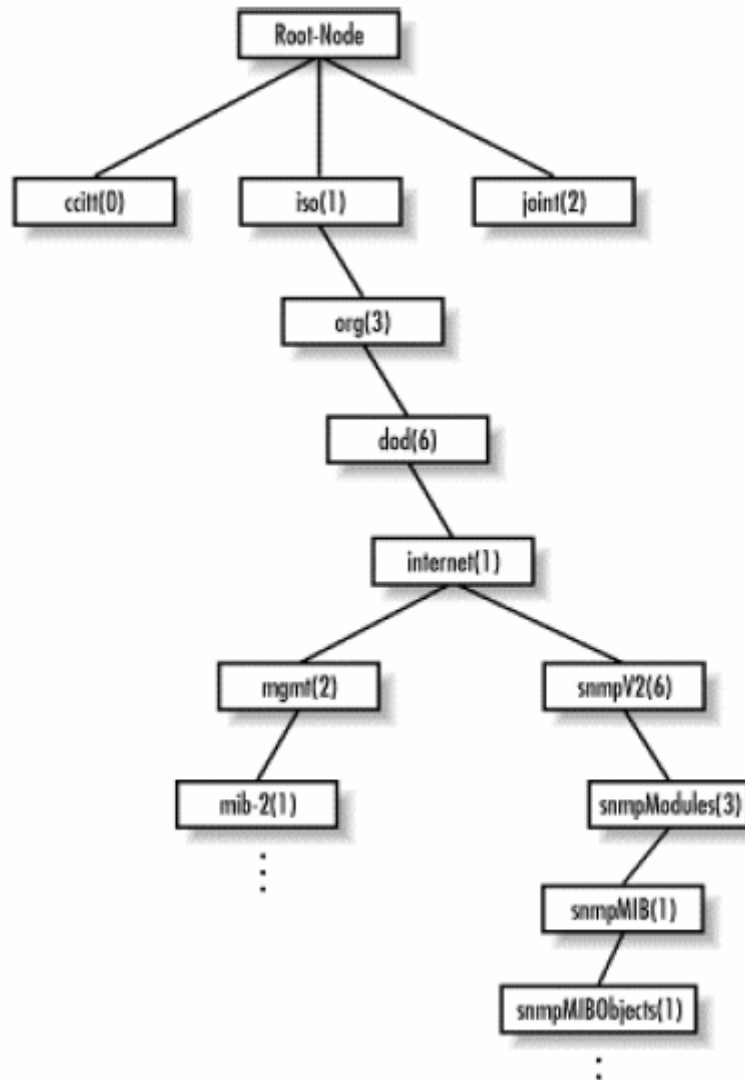 Root-Node
ccitt(0)
iso(1)
joint(2)
org(3)
dod(6)
internet(1)
mgmt(2)
snmpV2(6)
mib-2(1)
snmpModules(3)
snmpMIB(1)
snmpMIBObjects(1)